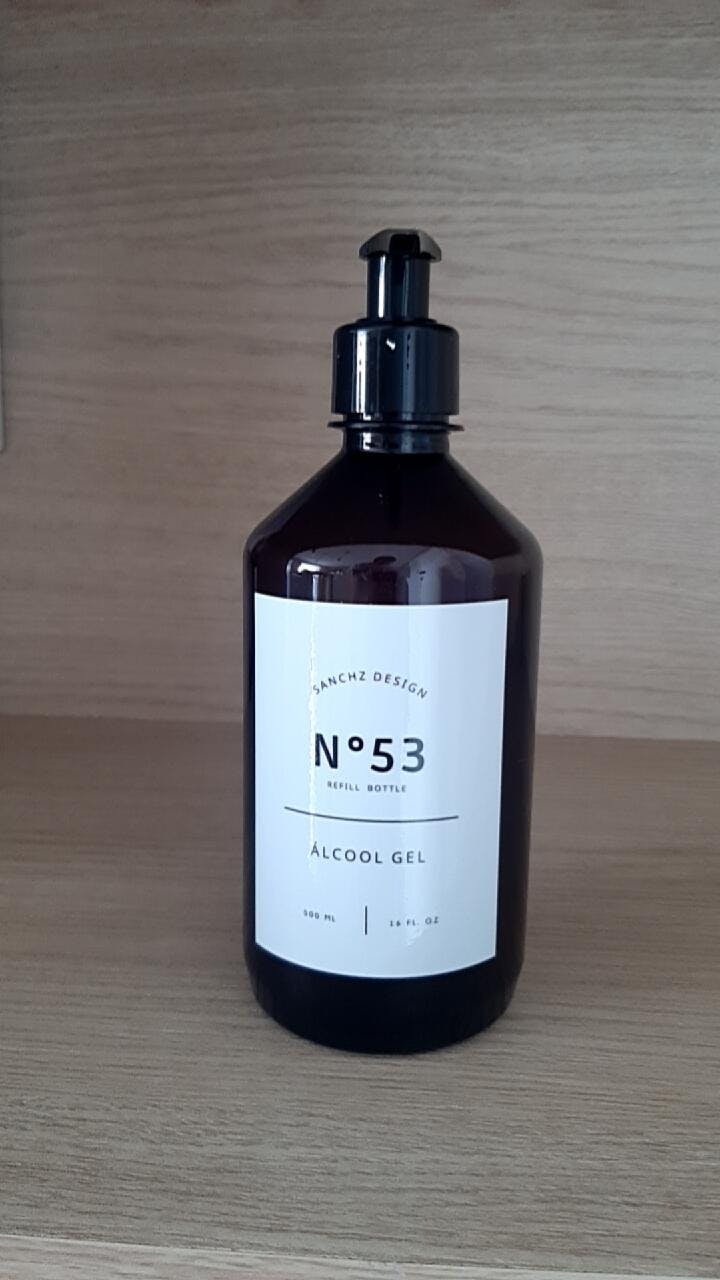 SANCHZ DESIGN
N°53
REFILL BOTTLE
ÁLCOOL GEL
500 ML | 16 FL. OZ